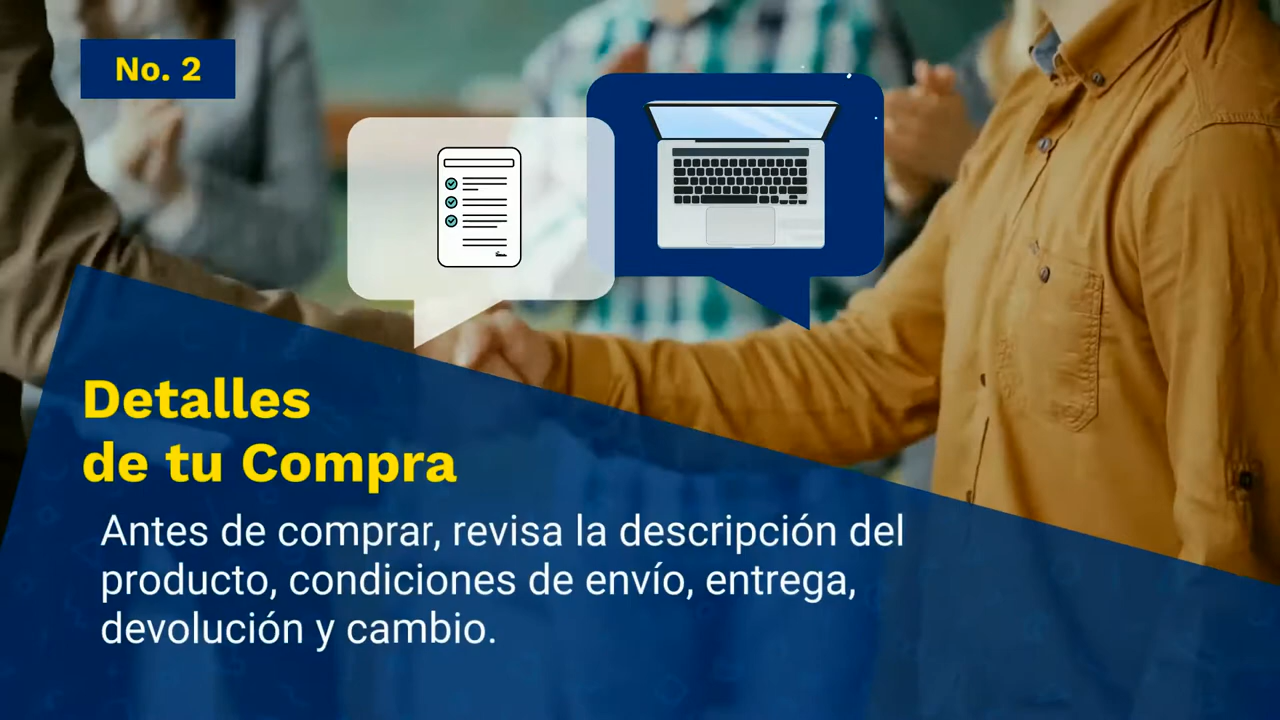 No. 2
Detalles
de tu Compra
Antes de comprar, revisa la descripción del
producto, condiciones de envío, entrega,
devolución y cambio.